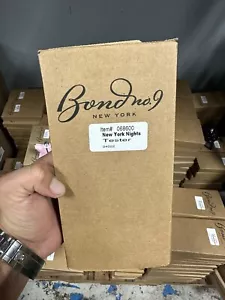 Bond no.9
NEW YORK
Item# 068600
New York Nights
Tester